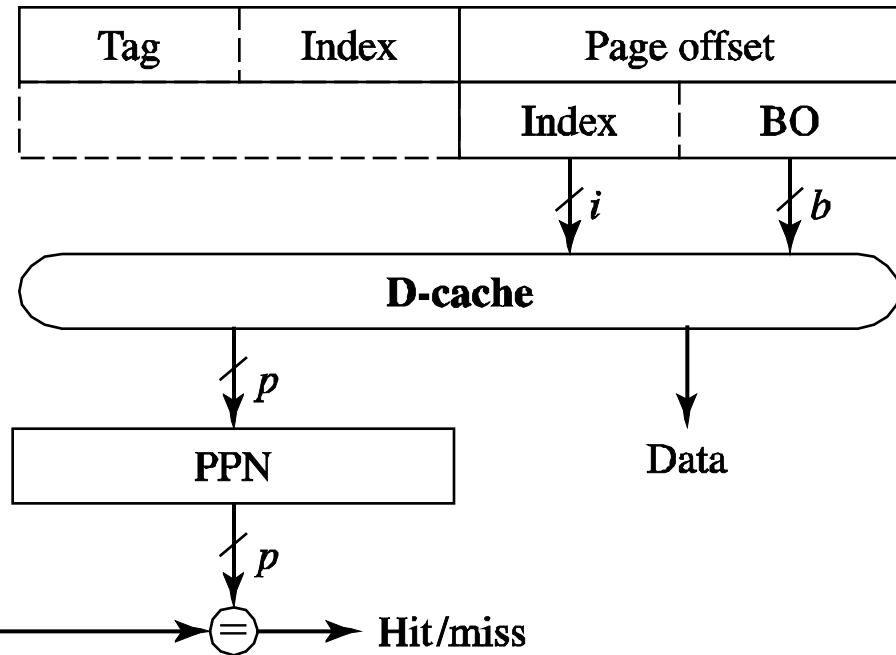 Tag Index Page offset
Index BO
i b
D-cache
p
PPN Data
p
= Hit/miss